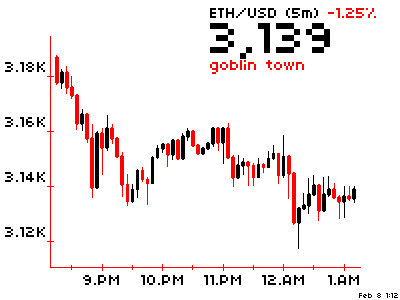 ETH/USD (5m) -1.25%
3,139
goblin town
3.18K
3.16K
3.14K
3.12K
9.PM 10.PM 11.PM 12.AM 1.AM
Feb 8 1:12